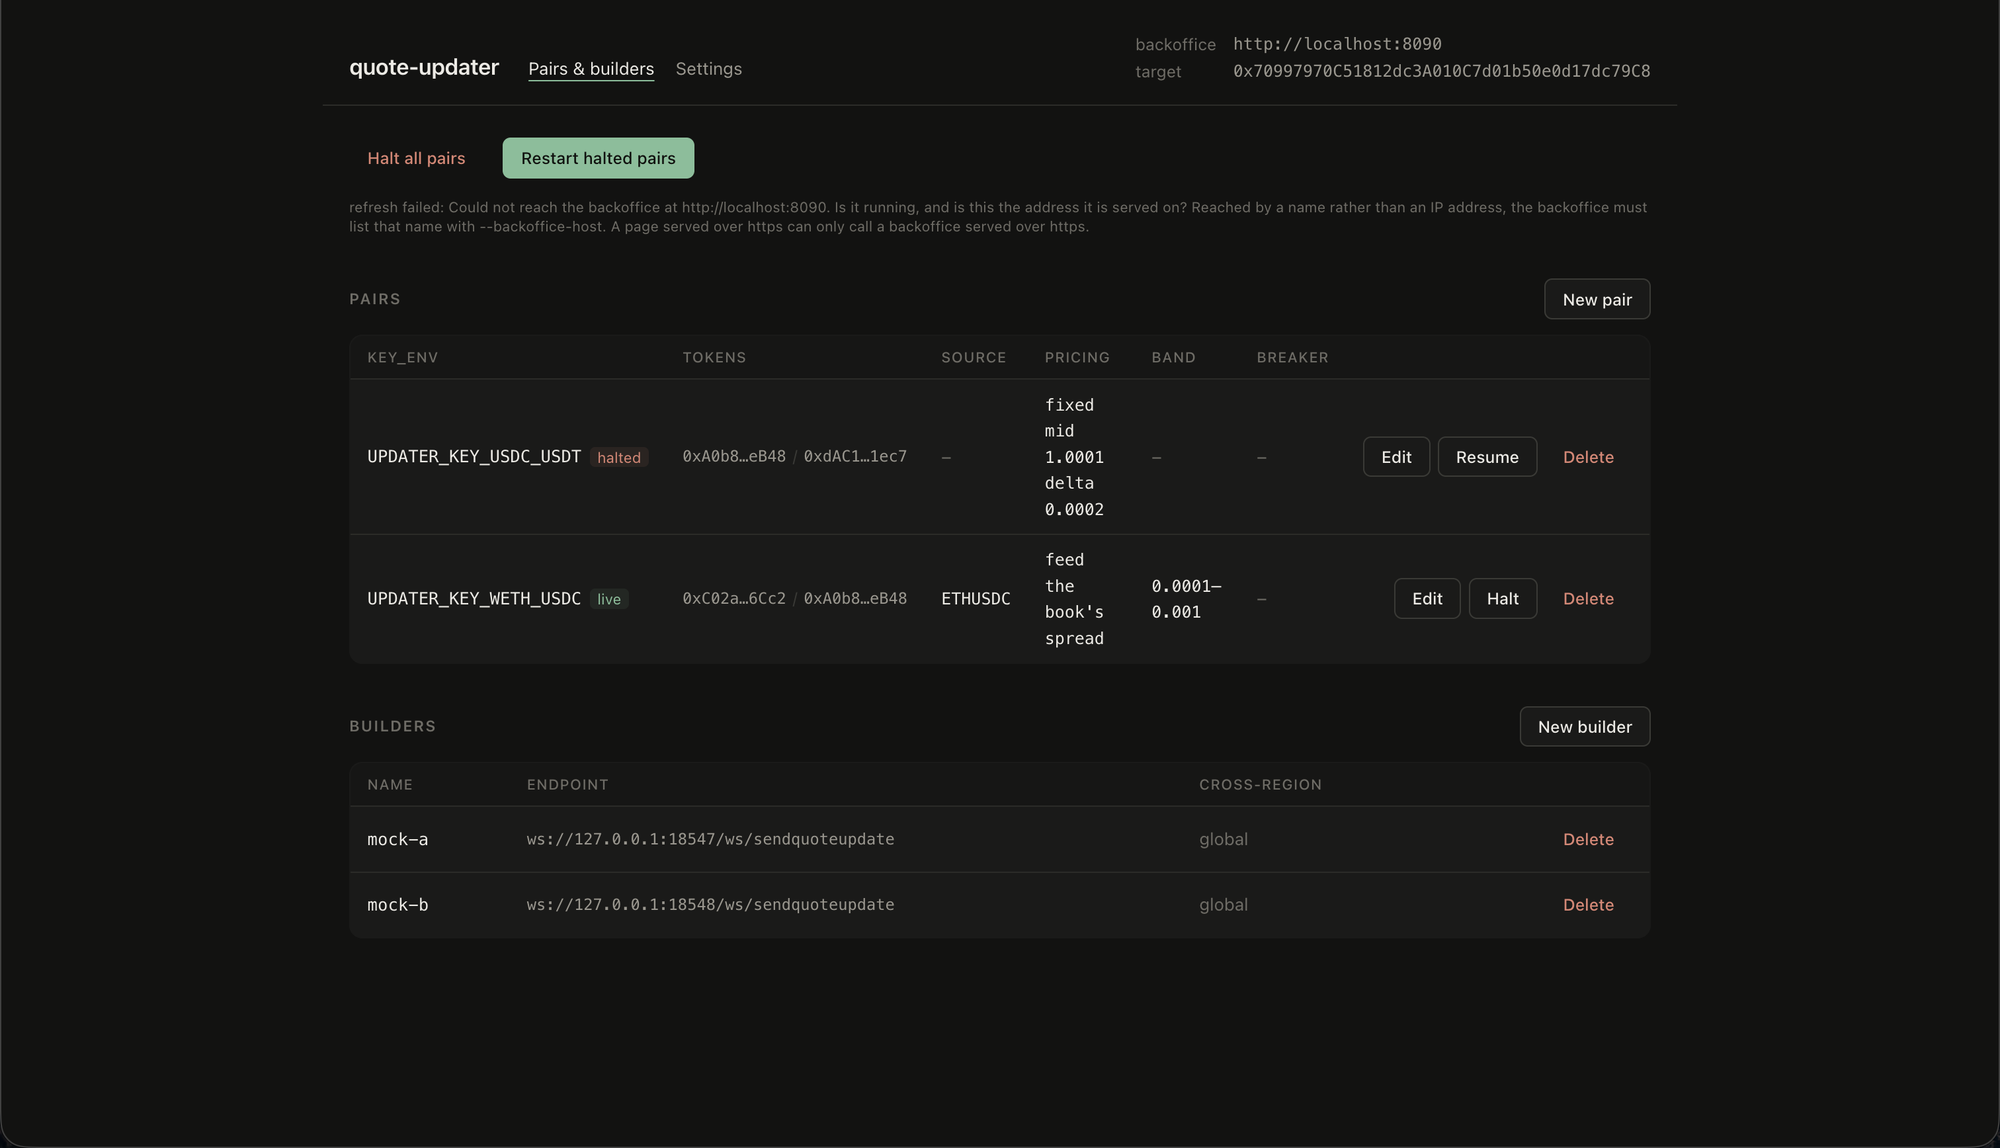 quote-updater Pairs & builders Settings
backoffice http://localhost:8090
target 0x70997970C51812dc3A010C7d01b50e0d17dc79C8
Halt all pairs Restart halted pairs
refresh failed: Could not reach the backoffice at http://localhost:8090. Is it running, and is this the address it is served on? Reached by a name rather than an IP address, the backoffice must
list that name with --backoffice-host. A page served over https can only call a backoffice served over https.
PAIRS New pair
KEY_ENV TOKENS SOURCE PRICING BAND BREAKER
UPDATER_KEY_USDC_USDT halted 0xA0b8…eB48 / 0xdAC1…1ec7 – fixed
mid
1.0001
delta
0.0002 – – Edit Resume Delete
UPDATER_KEY_WETH_USDC live 0xC02a…6Cc2 / 0xA0b8…eB48 ETHUSDC feed
the
book's
spread 0.0001–
0.001 – Edit Halt Delete
BUILDERS New builder
NAME ENDPOINT CROSS-REGION
mock-a ws://127.0.0.1:18547/ws/sendquoteupdate global Delete
mock-b ws://127.0.0.1:18548/ws/sendquoteupdate global Delete